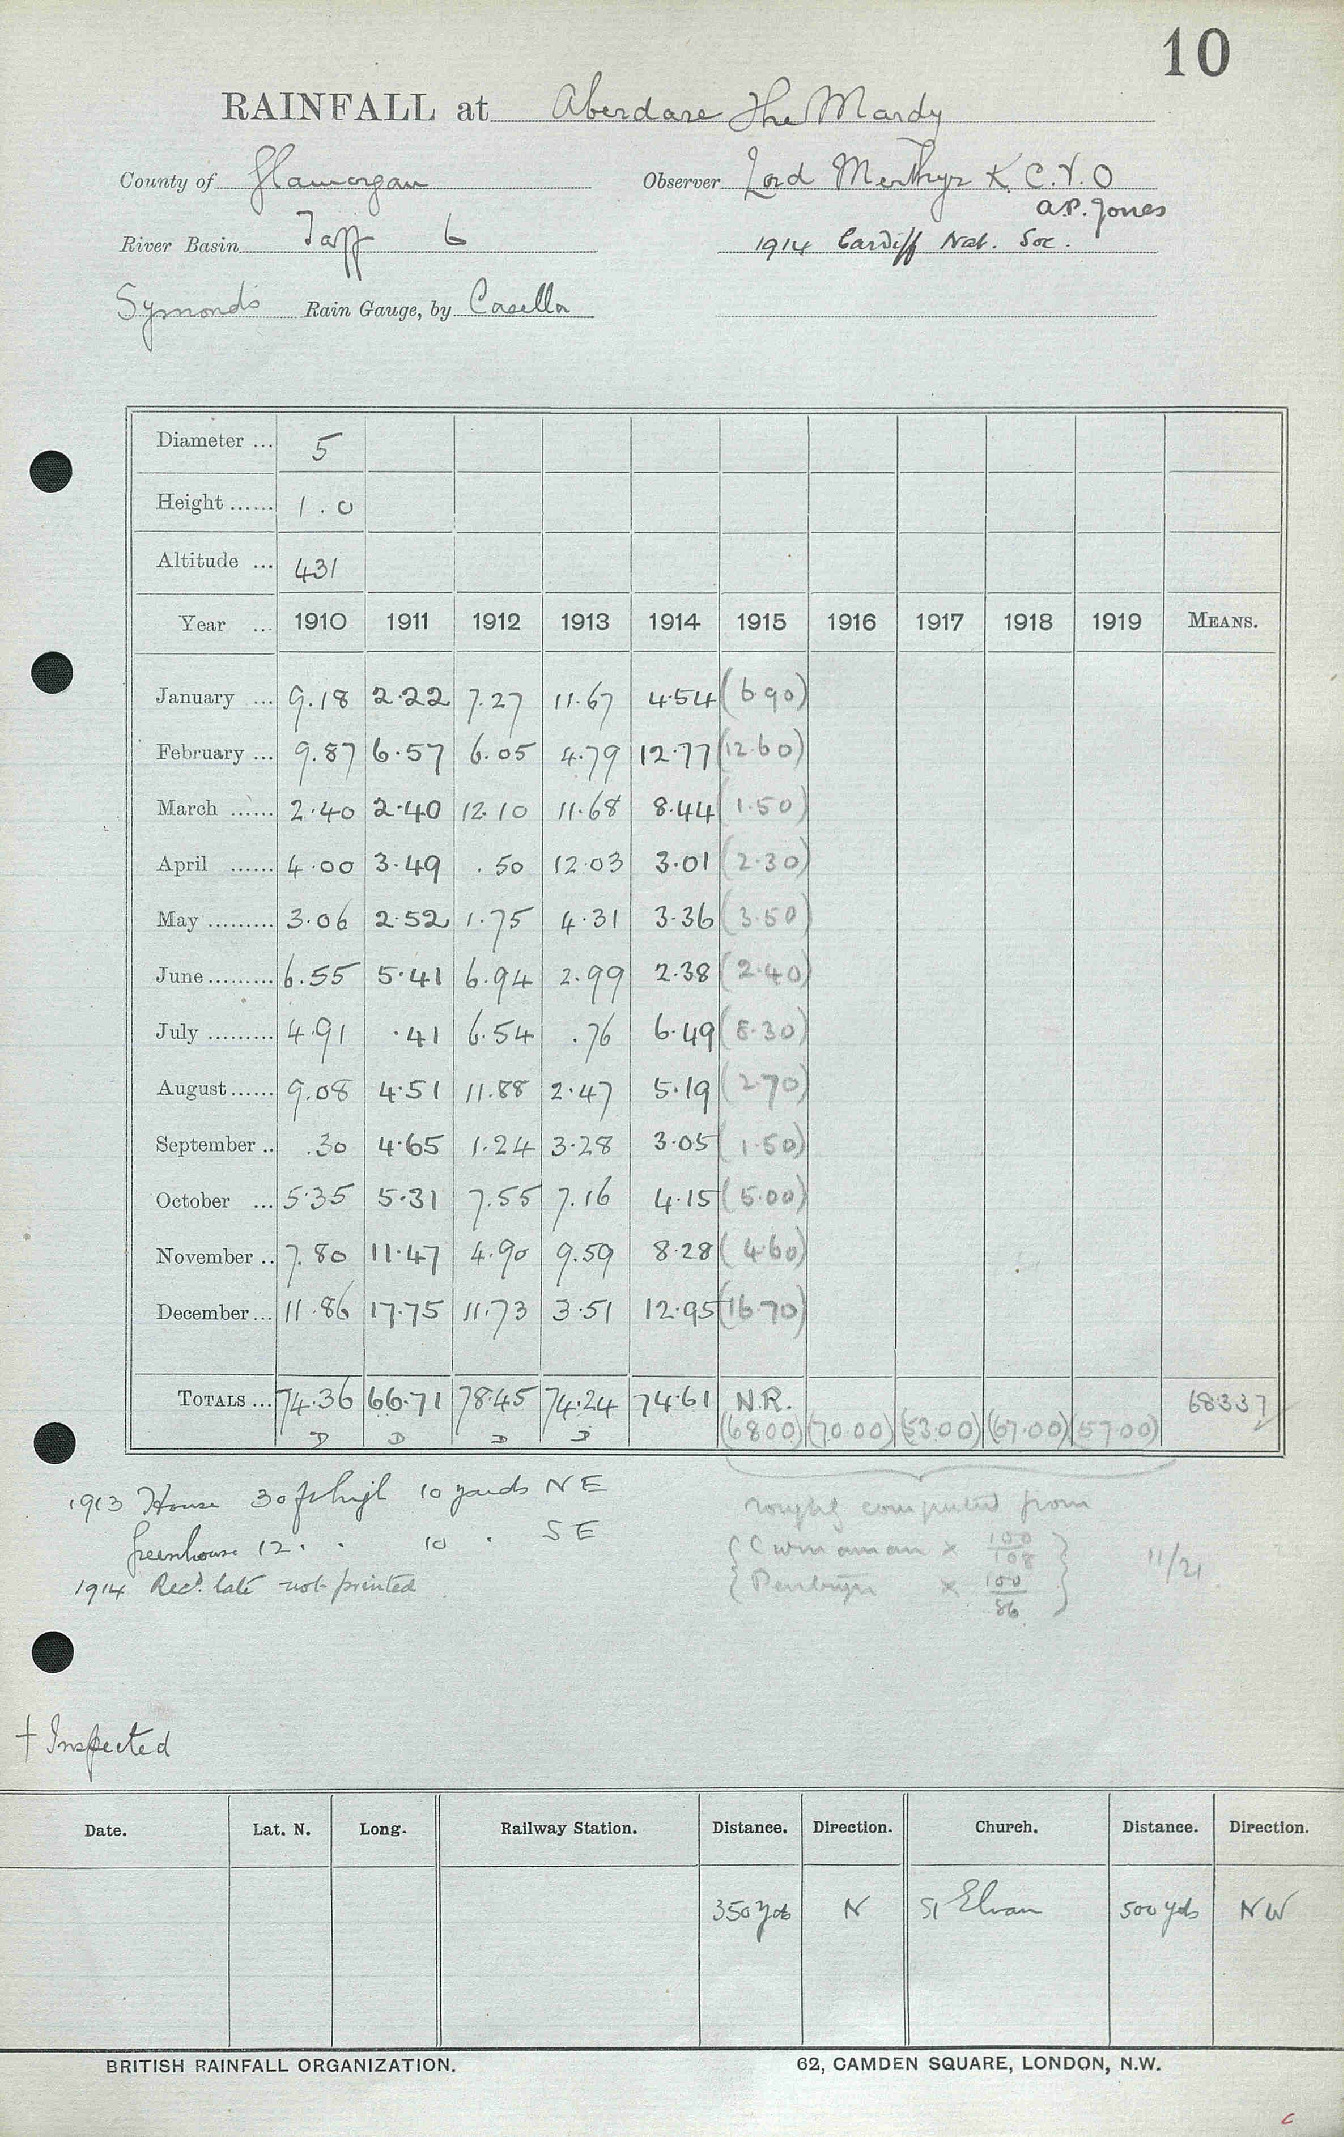 10
RAINFALL at Aberdare The Mardy
County of Glamorgan Observer Lord Merthyr K.C.V.O
A.P. Jones
River Basin Taff 6 1914 Cardiff Nat. Soc.
Symonds Rain Gauge, by Casella
Diameter ... 5
Height ...... 1.0
Altitude ... 431
Year ... 1910 1911 1912 1913 1914 1915 1916 1917 1918 1919 MEANS.
January ... 9.18 2.22 7.27 11.67 4.54 (6.90)
February ... 9.87 6.57 6.05 4.79 12.77 (12.60)
March ...... 2.40 2.40 12.10 11.68 8.44 (1.50)
April ...... 4.00 3.49 .50 12.03 3.01 (2.30)
May ......... 3.06 2.52 1.75 4.31 3.36 (3.50)
June ......... 6.55 5.41 6.94 2.99 2.38 (2.40)
July ......... 4.91 .41 6.54 .76 6.49 (8.30)
August ...... 9.08 4.51 11.88 2.47 5.19 (2.70)
September .. .30 4.65 1.24 3.28 3.05 (1.50)
October ... 5.35 5.31 7.55 7.16 4.15 (5.00)
November .. 7.80 11.47 4.90 9.59 8.28 (4.60)
December ... 11.86 17.75 11.73 3.51 12.95 (16.70)
TOTALS ... 74.36 66.71 78.45 74.24 74.61 N.R. 68.337
D D D D (68.00) (70.00) (53.00) (67.00) (57.00)
1913 House 30 ft high 10 yards NE
Greenhouse 12 . . 10 . SE
1914 Recd. late not printed
roughly computed from
{ Cwmaman × 100/108 }
{ Penbryn × 100/86 }
11/21
† Inspected
Date. Lat. N. Long. Railway Station. Distance. Direction. Church. Distance. Direction.
350 yds N St Elvan 500 yds NW
BRITISH RAINFALL ORGANIZATION. 62, CAMDEN SQUARE, LONDON, N.W.
c